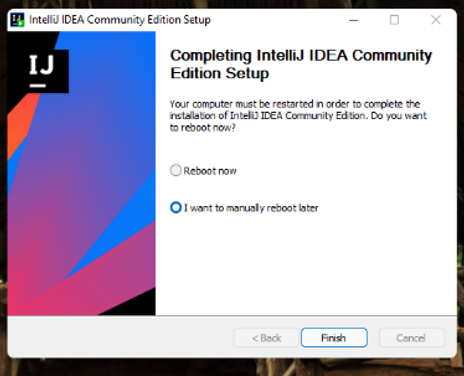 IntelliJ IDEA Community Edition Setup
IJ
Completing IntelliJ IDEA Community
Edition Setup
Your computer must be restarted in order to complete the
installation of IntelliJ IDEA Community Edition. Do you want
to reboot now?
Reboot now
I want to manually reboot later
< Back
Finish
Cancel